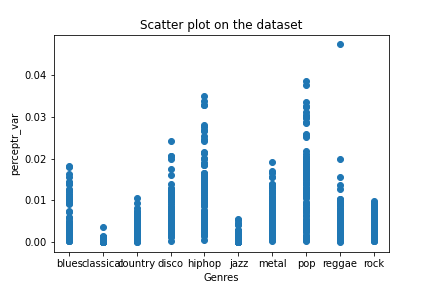 Scatter plot on the dataset
perceptr_var
0.04
0.03
0.02
0.01
0.00
blues classical country disco hiphop jazz metal pop reggae rock
Genres